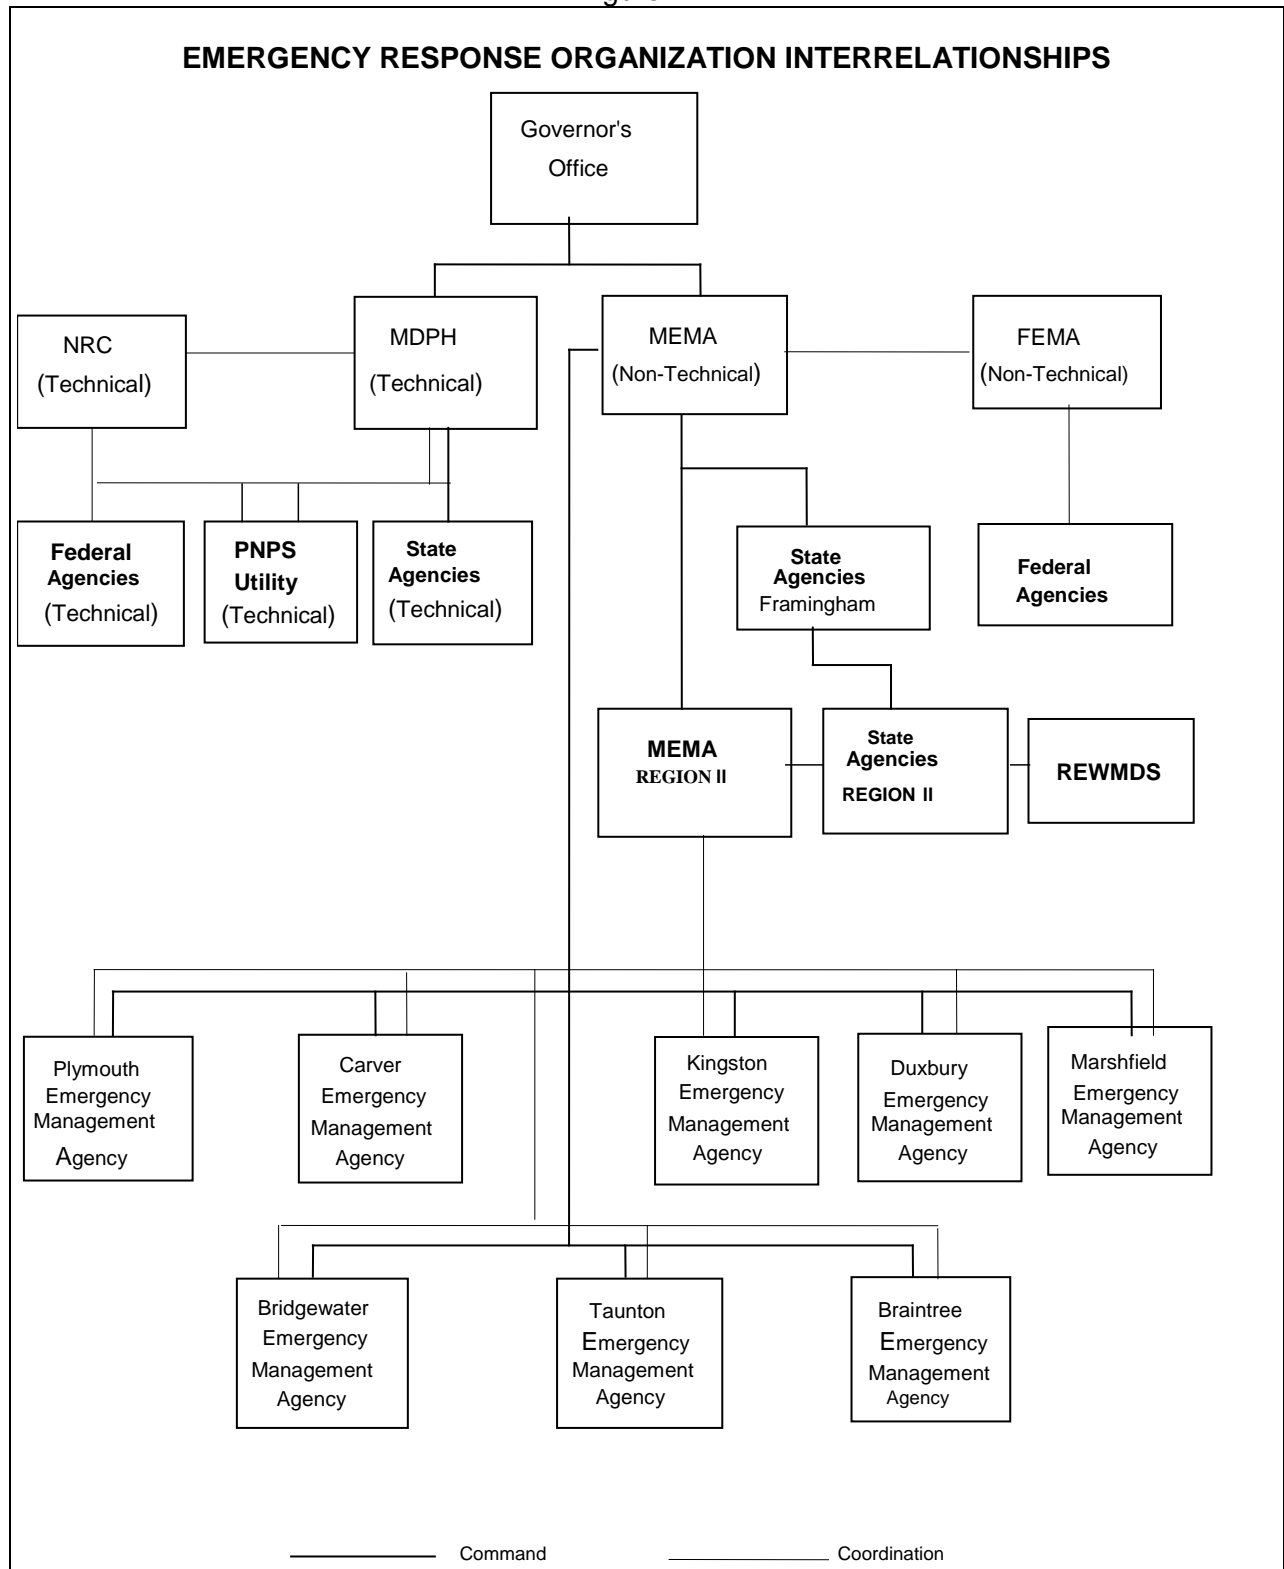 EMERGENCY RESPONSE ORGANIZATION INTERRELATIONSHIPS
Governor's
Office
NRC
(Technical)
MDPH
(Technical)
MEMA
(Non-Technical)
FEMA
(Non-Technical)
Federal
Agencies
(Technical)
PNPS
Utility
(Technical)
State
Agencies
(Technical)
State
Agencies
Framingham
Federal
Agencies
MEMA
REGION II
State
Agencies
REGION II
REWMDS
Plymouth
Emergency
Management
Agency
Carver
Emergency
Management
Agency
Kingston
Emergency
Management
Agency
Duxbury
Emergency
Management
Agency
Marshfield
Emergency
Management
Agency
Bridgewater
Emergency
Management
Agency
Taunton
Emergency
Management
Agency
Braintree
Emergency
Management
Agency
Command
Coordination